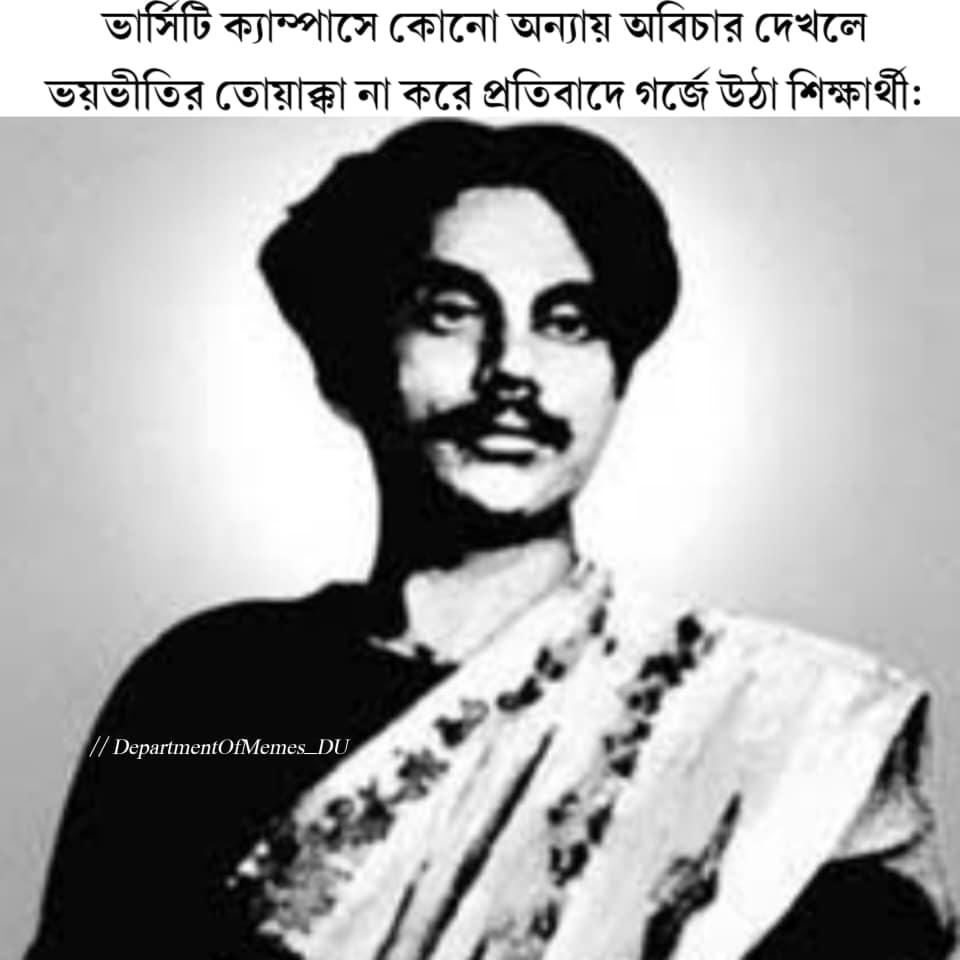 ভার্সিটি ক্যাম্পাসে কোনো অন্যায় অবিচার দেখলে
ভয়ভীতির তোয়াক্কা না করে প্রতিবাদে গর্জে উঠা শিক্ষার্থী:
// DepartmentOfMemes_DU